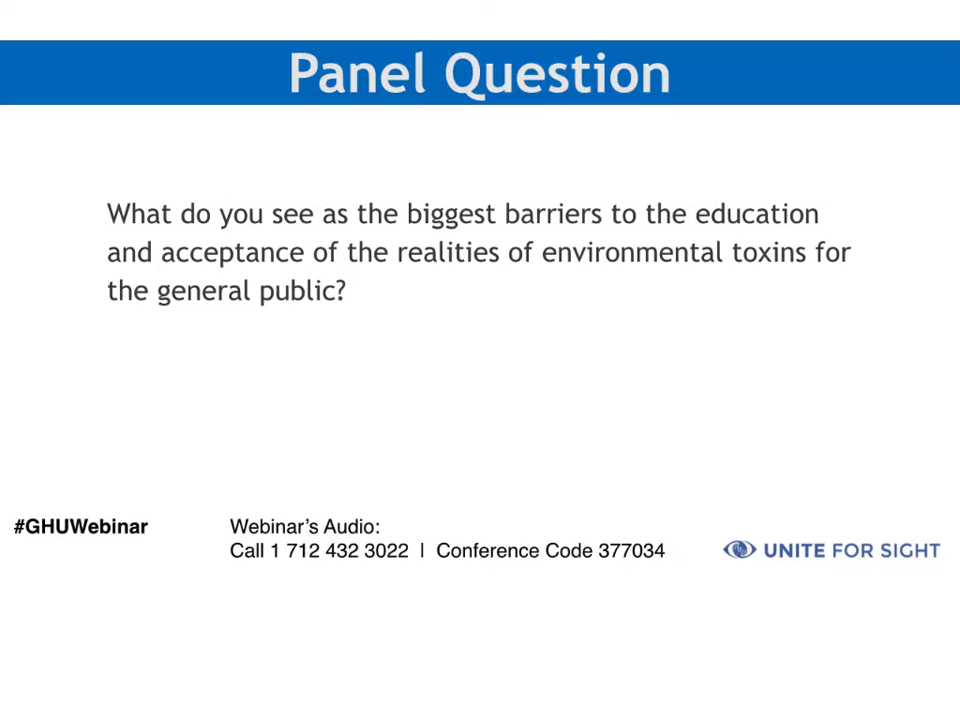 Panel Question
What do you see as the biggest barriers to the education
and acceptance of the realities of environmental toxins for
the general public?
#GHUWebinar
Webinar's Audio:
Call 1 712 432 3022 | Conference Code 377034
UNITE FOR SIGHT